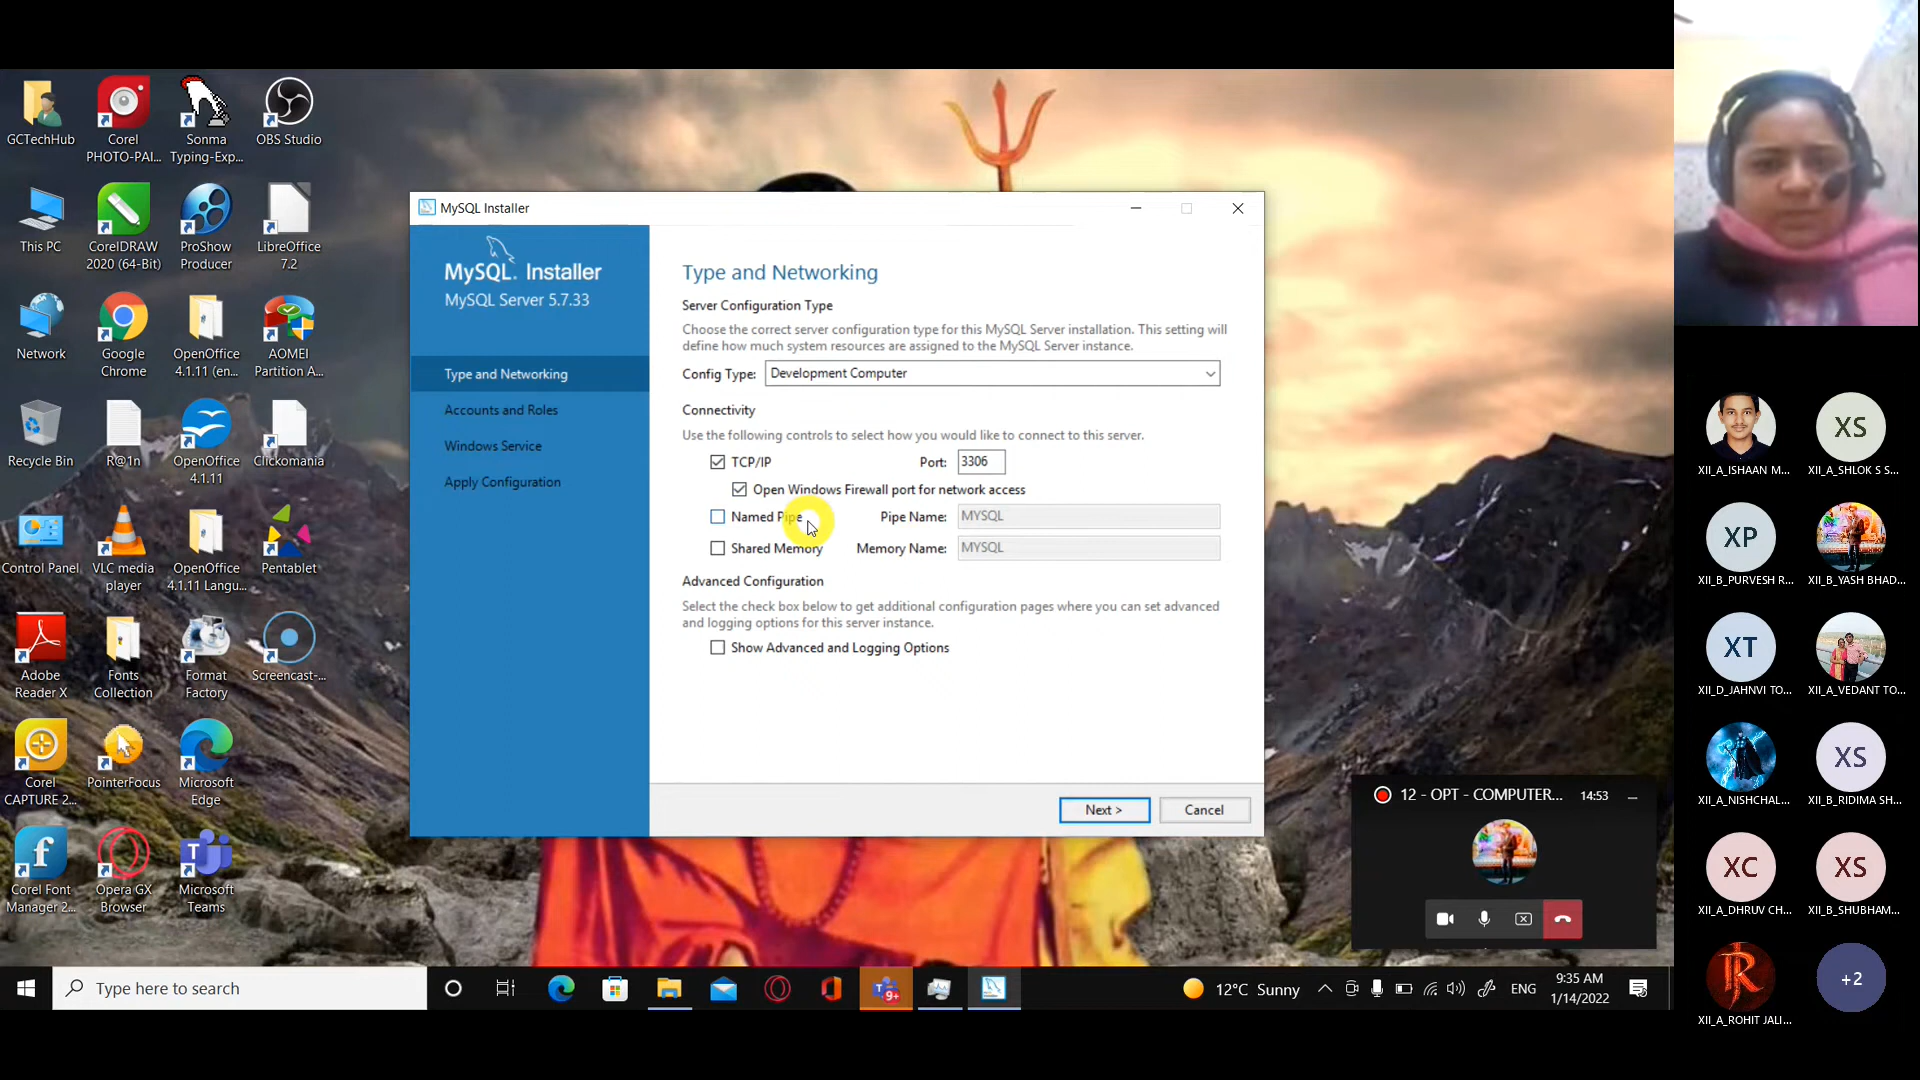 GCTechHub
Corel
PHOTO-PAI...
Sonma
Typing-Exp...
OBS Studio
This PC
CorelDRAW
2020 (64-Bit)
ProShow
Producer
LibreOffice
7.2
Network
Google
Chrome
OpenOffice
4.1.11 (en...
AOMEI
Partition A...
Recycle Bin
R@1n
OpenOffice
4.1.11
Clickomania
Control Panel
VLC media
player
OpenOffice
4.1.11 Langu...
Pentablet
Adobe
Reader X
Fonts
Collection
Format
Factory
Screencast-...
Corel
CAPTURE 2...
PointerFocus
Microsoft
Edge
Corel Font
Manager 2...
Opera GX
Browser
Microsoft
Teams
MySQL Installer
MySQL. Installer
MySQL Server 5.7.33
Type and Networking
Accounts and Roles
Windows Service
Apply Configuration
Type and Networking
Server Configuration Type
Choose the correct server configuration type for this MySQL Server installation. This setting will
define how much system resources are assigned to the MySQL Server instance.
Config Type: Development Computer
Connectivity
Use the following controls to select how you would like to connect to this server.
TCP/IP Port: 3306
Open Windows Firewall port for network access
Named Pipe Pipe Name: MYSQL
Shared Memory Memory Name: MYSQL
Advanced Configuration
Select the check box below to get additional configuration pages where you can set advanced
and logging options for this server instance.
Show Advanced and Logging Options
Next >
Cancel
12 - OPT - COMPUTER... 14:53
Type here to search
9+
12°C Sunny
ENG
9:35 AM
1/14/2022
XS
XII_A_ISHAAN M...
XII_A_SHLOK S S...
XP
XII_B_PURVESH R...
XII_B_YASH BHAD...
XT
XII_D_JAHNVI TO...
XII_A_VEDANT TO...
XS
XII_A_NISHCHAL...
XII_B_RIDIMA SH...
XC
XS
XII_A_DHRUV CH...
XII_B_SHUBHAM...
+2
XII_A_ROHIT JALI...